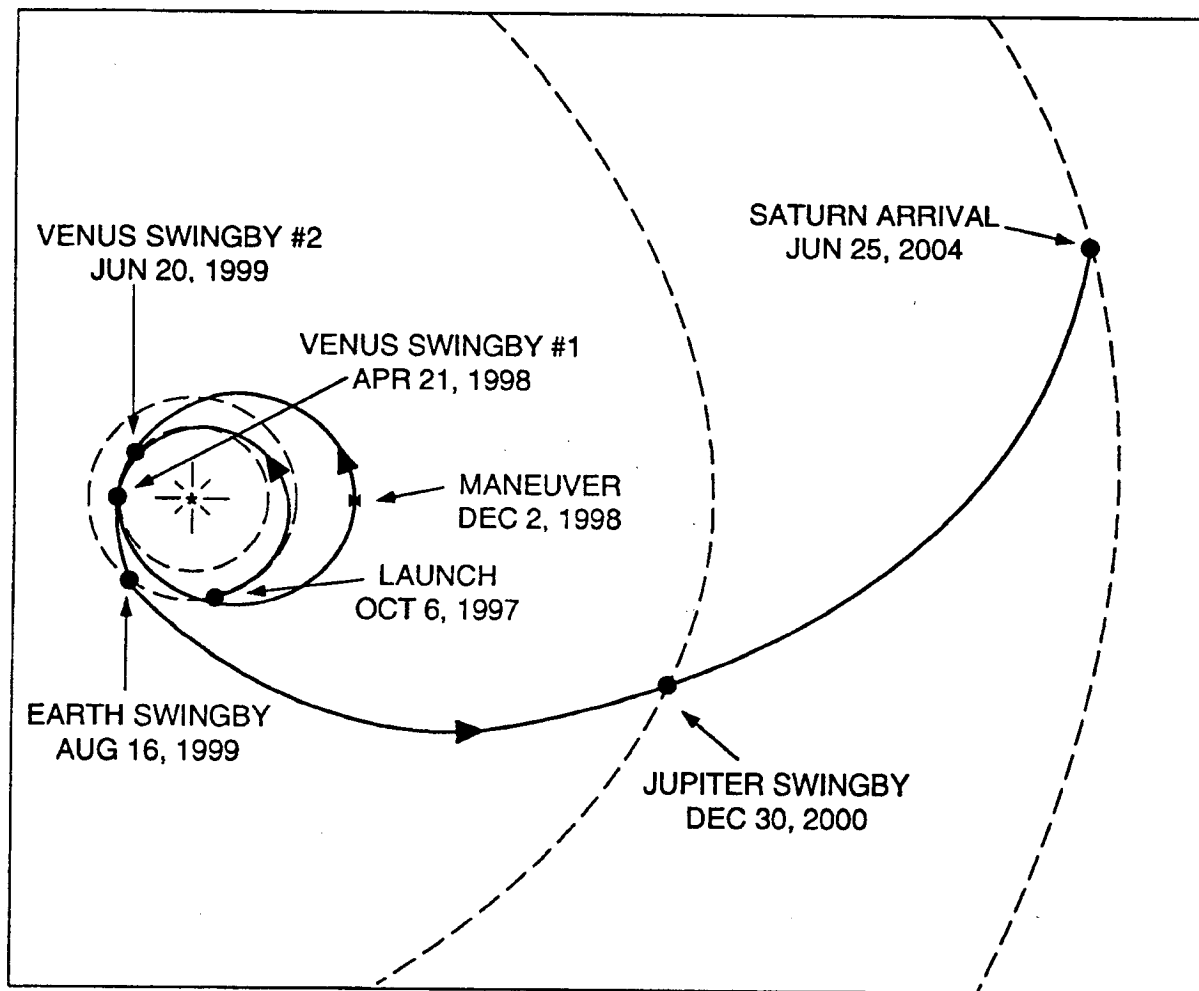 VENUS SWINGBY #2
JUN 20, 1999
SATURN ARRIVAL
JUN 25, 2004
VENUS SWINGBY #1
APR 21, 1998
MANEUVER
DEC 2, 1998
LAUNCH
OCT 6, 1997
EARTH SWINGBY
AUG 16, 1999
JUPITER SWINGBY
DEC 30, 2000